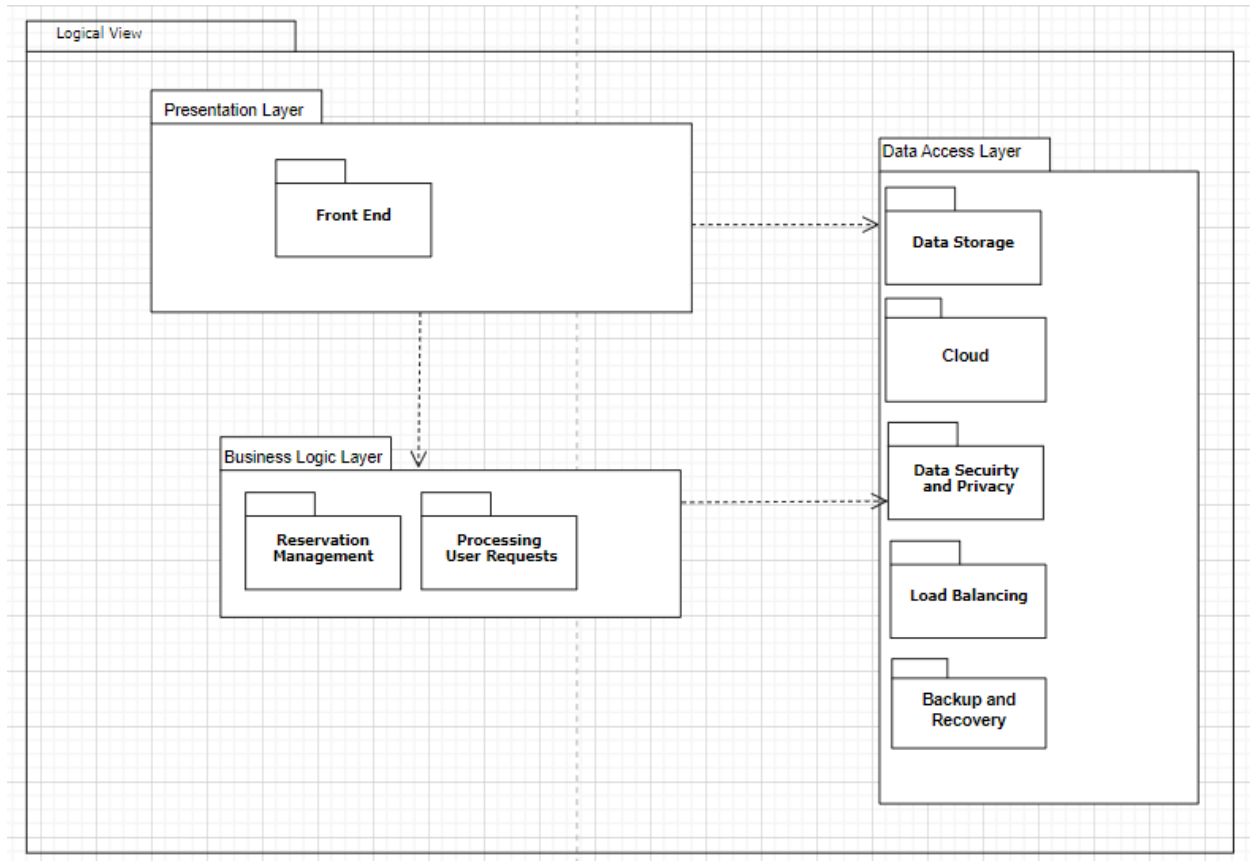 Logical View
Presentation Layer
Front End
Data Access Layer
Data Storage
Cloud
Business Logic Layer
Reservation
Management
Processing
User Requests
Data Secuirty
and Privacy
Load Balancing
Backup and
Recovery